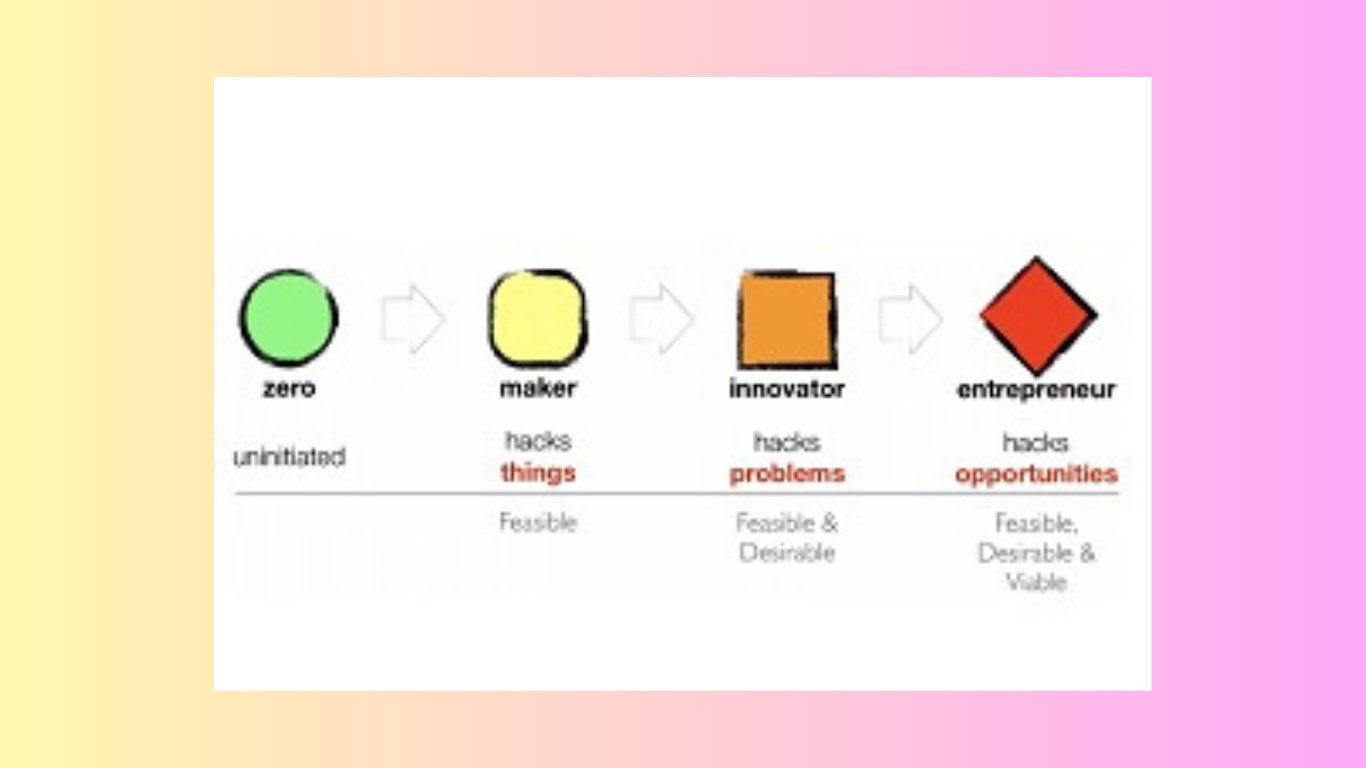 zero
maker
innovator
entrepreneur
uninitiated
hacks
things
hacks
problems
hacks
opportunities
Feasible
Feasible &
Desirable
Feasible,
Desirable &
Viable